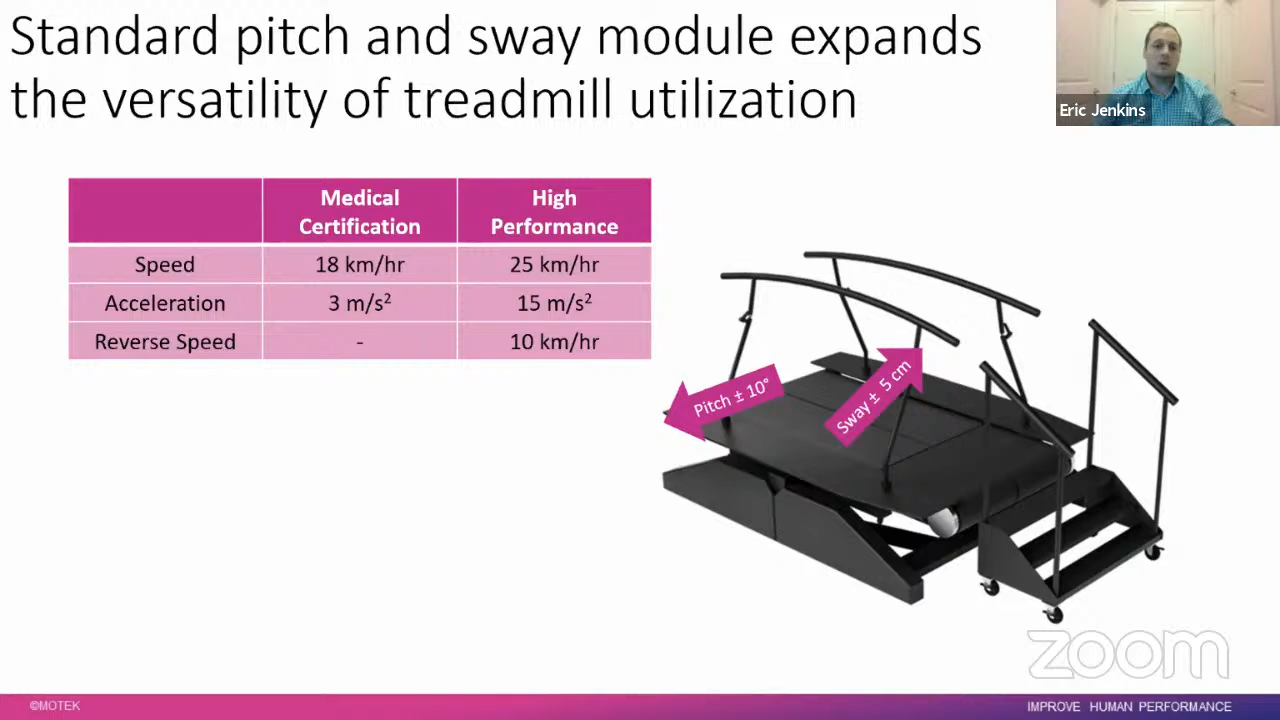 Standard pitch and sway module expands
the versatility of treadmill utilization
Eric Jenkins
Medical
Certification
High
Performance
Speed
18 km/hr
25 km/hr
Acceleration
3 m/s²
15 m/s²
Reverse Speed
-
10 km/hr
Pitch ± 10°
Sway ± 5 cm
zoom
©MOTEK
IMPROVE HUMAN PERFORMANCE